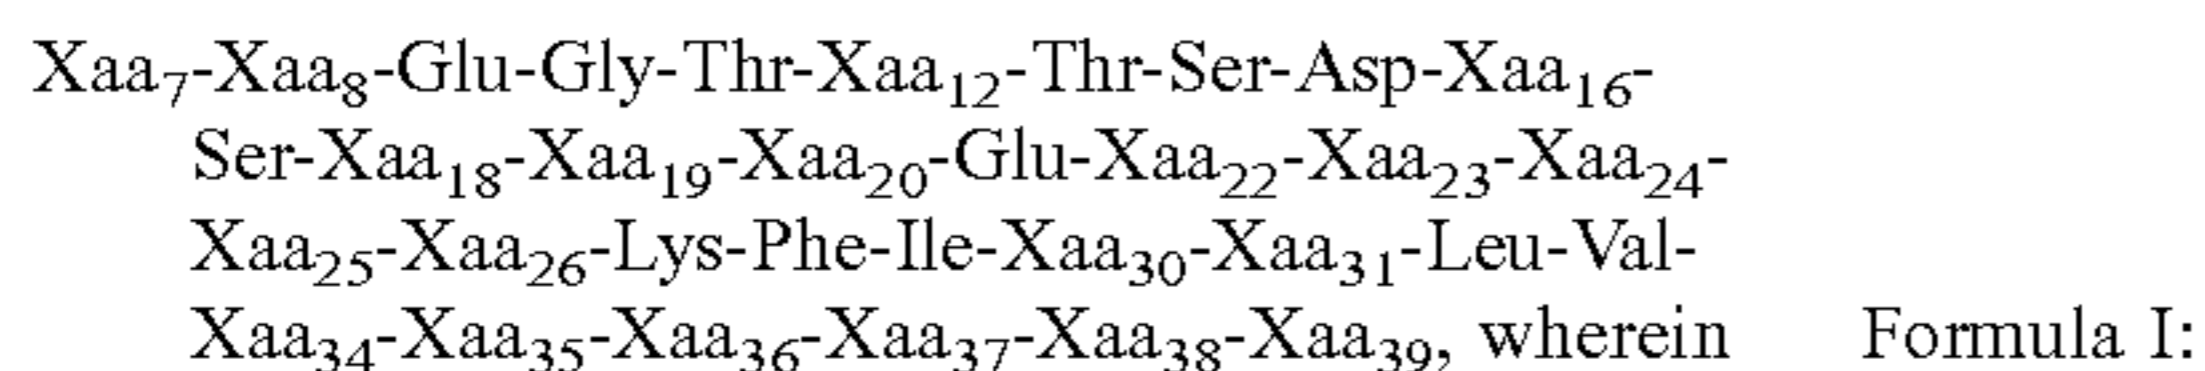 Xaa₇-Xaa₈-Glu-Gly-Thr-Xaa₁₂-Thr-Ser-Asp-Xaa₁₆-
Ser-Xaa₁₈-Xaa₁₉-Xaa₂₀-Glu-Xaa₂₂-Xaa₂₃-Xaa₂₄-
Xaa₂₅-Xaa₂₆-Lys-Phe-Ile-Xaa₃₀-Xaa₃₁-Leu-Val-
Xaa₃₄-Xaa₃₅-Xaa₃₆-Xaa₃₇-Xaa₃₈-Xaa₃₉, wherein Formula I: